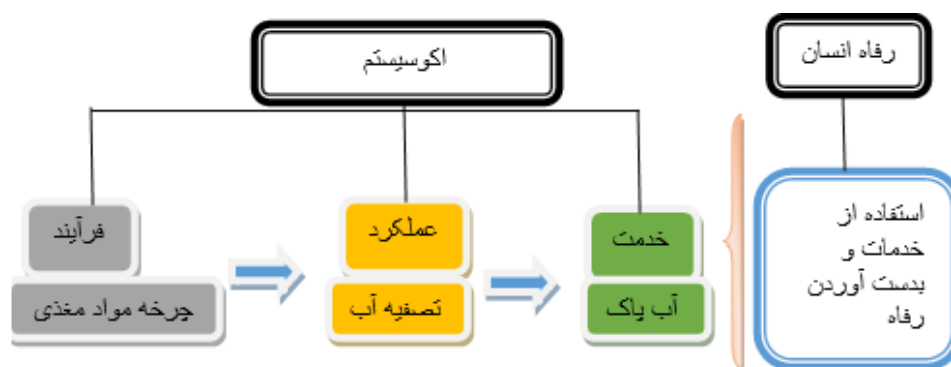 اکوسیستم
رفاه انسان
فرآیند
چرخه مواد مغذی
عملکرد
تصفیه آب
خدمت
آب پاک
استفاده از
خدمات و
بدست آوردن
رفاه